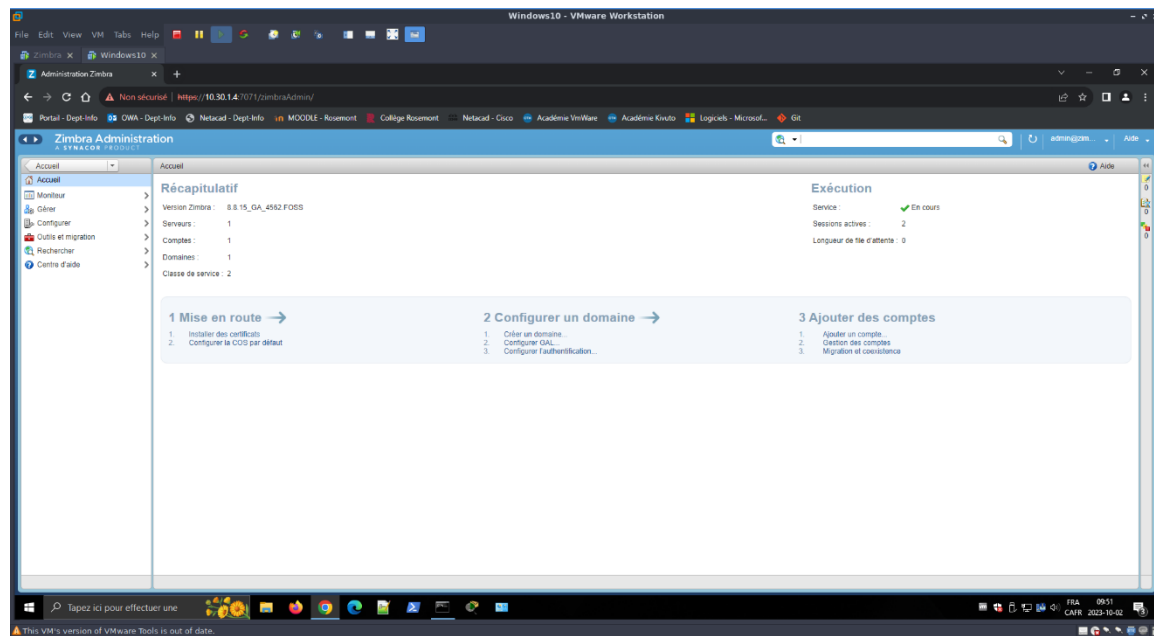 Windows10 - VMware Workstation
File Edit View VM Tabs Help
Zimbra Windows10
Administration Zimbra
Non sécurisé https://10.30.1.4:7071/zimbraAdmin/
Portail - Dept-Info OWA - Dept-Info Netacad - Dept-Info MOODLE - Rosemont Collège Rosemont Netacad - Cisco Académie VmWare Académie Kivuto Logiciels - Microsof... Git
Zimbra Administration
A SYNACOR PRODUCT
admin@zim... Aide
Accueil Accueil Aide
Accueil
Moniteur
Gérer
Configurer
Outils et migration
Rechercher
Centre d'aide
Récapitulatif
Version Zimbra : 8.8.15_GA_4562.FOSS
Serveurs : 1
Comptes : 1
Domaines : 1
Classe de service : 2
Exécution
Service : En cours
Sessions actives : 2
Longueur de file d'attente : 0
0
0
0
1 Mise en route
1. Installer des certificats
2. Configurer la COS par défaut
2 Configurer un domaine
1. Créer un domaine...
2. Configurer GAL...
3. Configurer l'authentification...
3 Ajouter des comptes
1. Ajouter un compte...
2. Gestion des comptes
3. Migration et coexistence
Tapez ici pour effectuer une
FRA 09:51
CAFR 2023-10-02
This VM's version of VMware Tools is out of date.